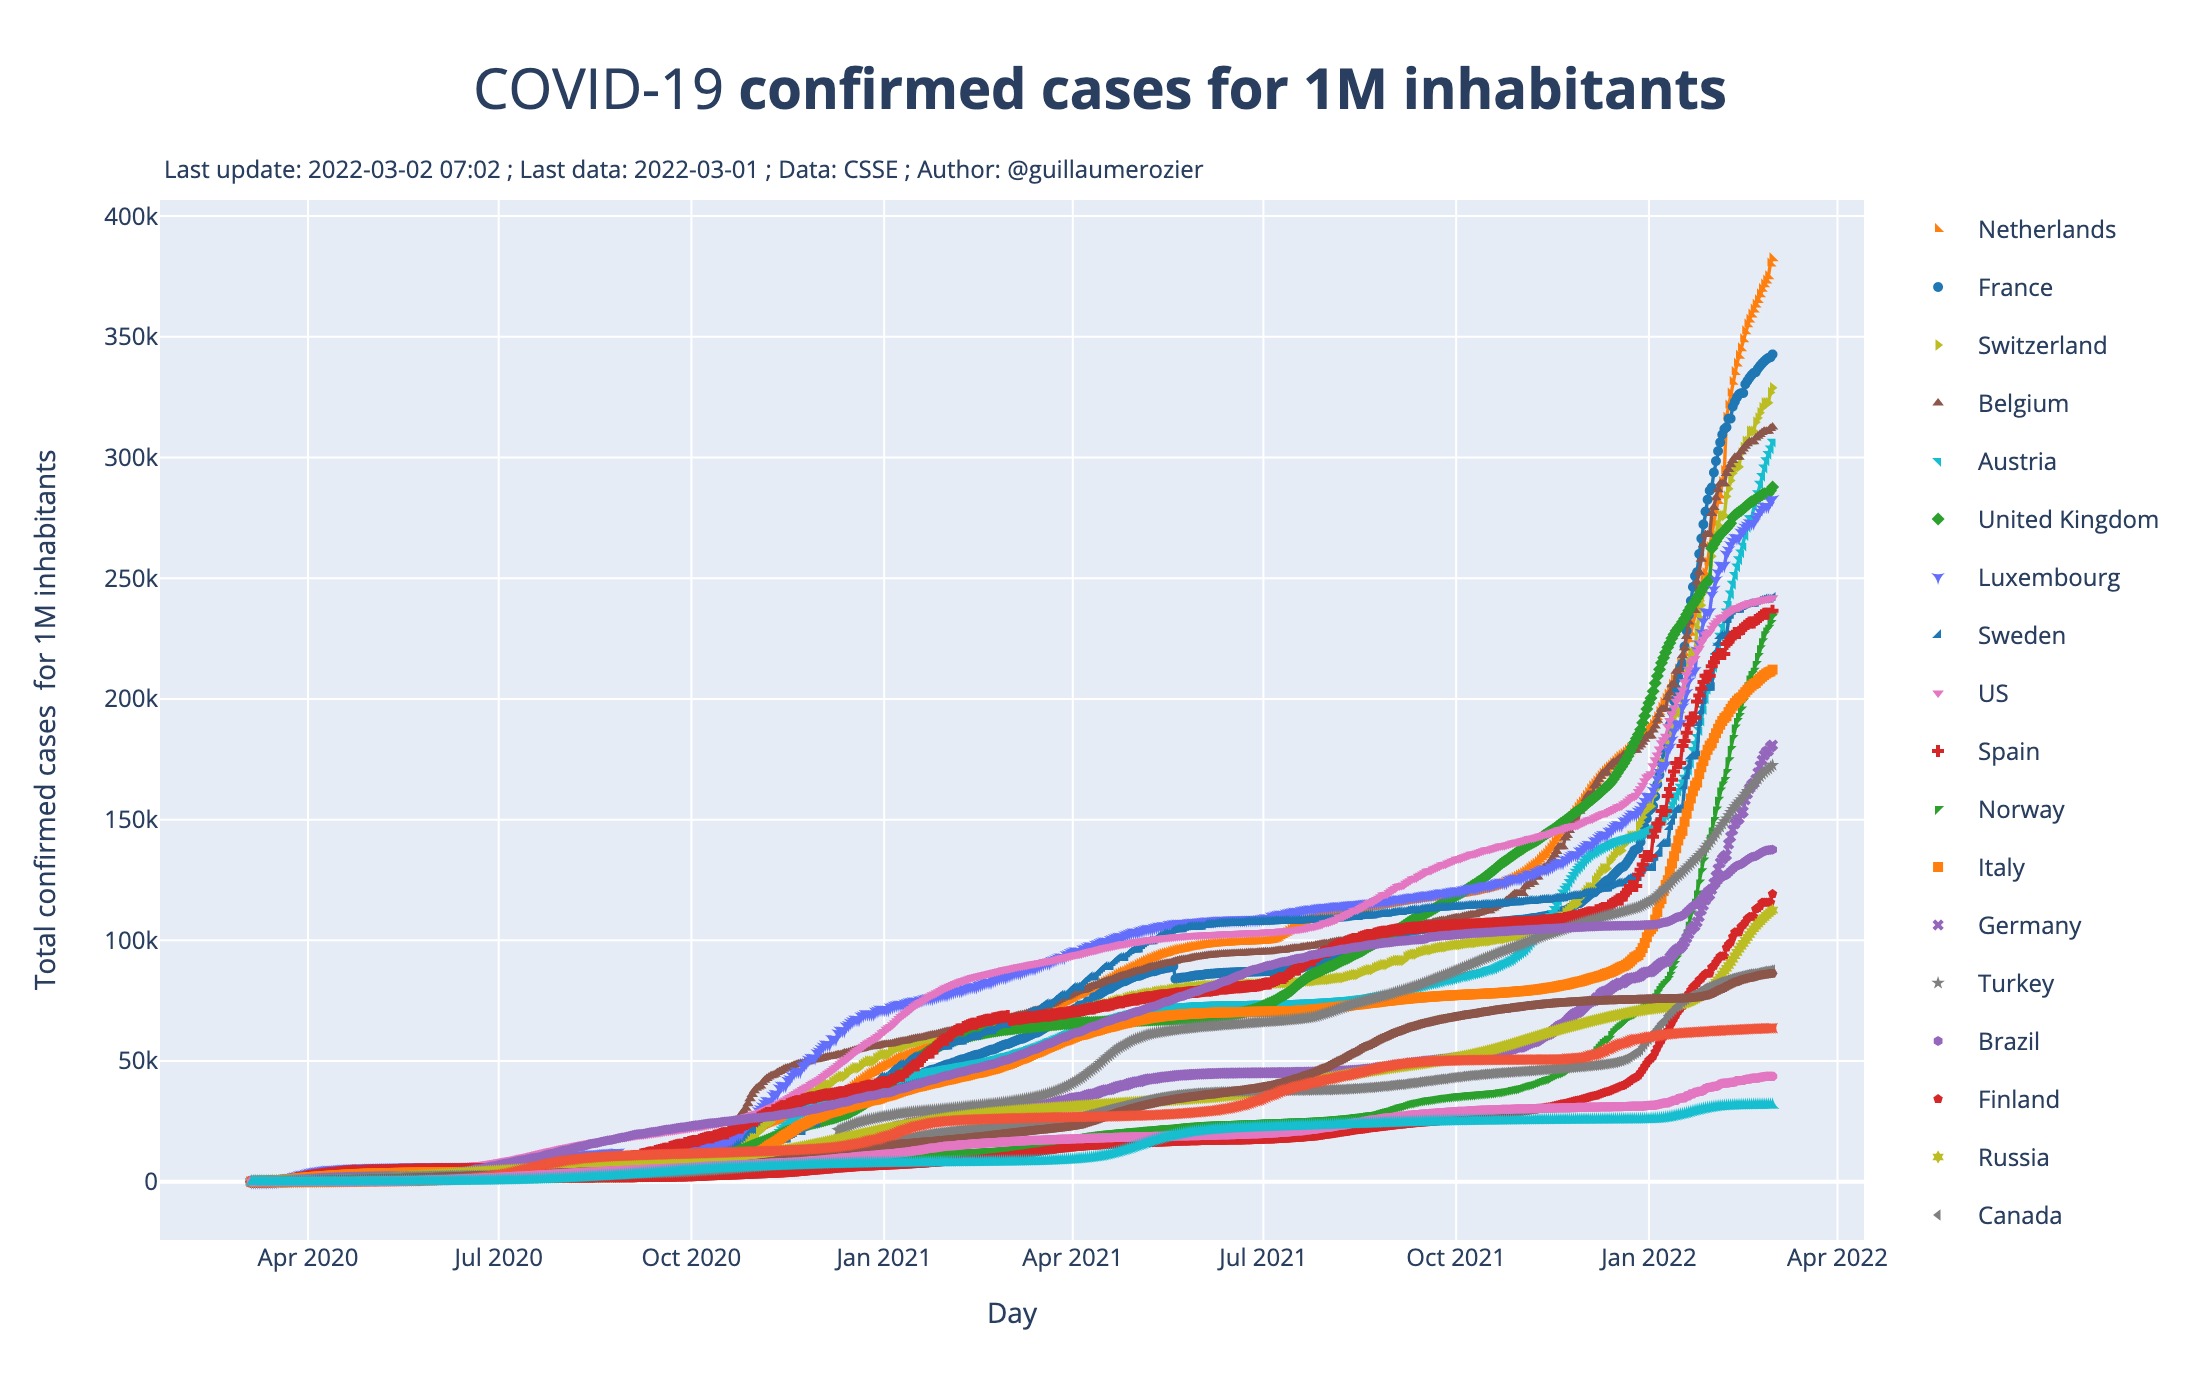 COVID-19 confirmed cases for 1M inhabitants
Last update: 2022-03-02 07:02 ; Last data: 2022-03-01 ; Data: CSSE ; Author: @guillaumerozier
400k
350k
300k
250k
200k
150k
100k
50k
0
Total confirmed cases for 1M inhabitants
Apr 2020
Jul 2020
Oct 2020
Jan 2021
Apr 2021
Jul 2021
Oct 2021
Jan 2022
Apr 2022
Day
Netherlands
France
Switzerland
Belgium
Austria
United Kingdom
Luxembourg
Sweden
US
Spain
Norway
Italy
Germany
Turkey
Brazil
Finland
Russia
Canada